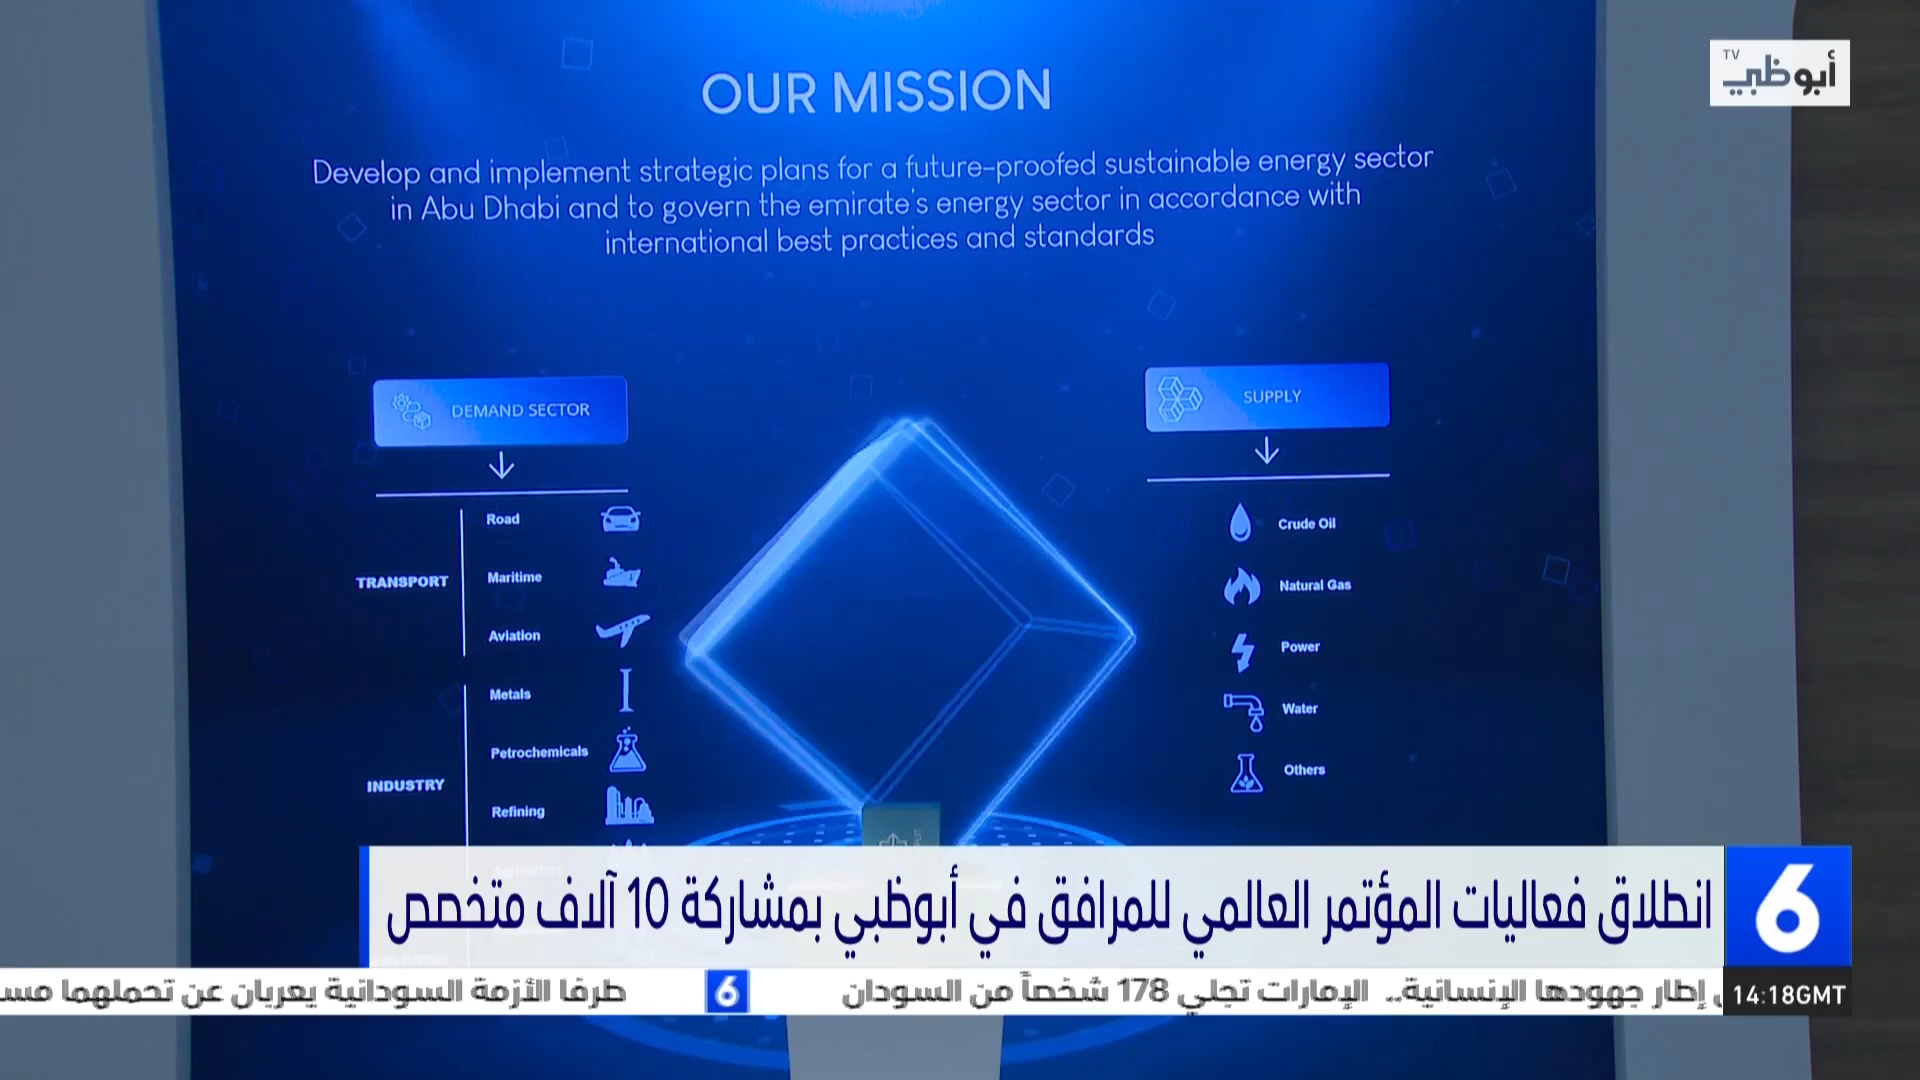 TV
أبوظبي
OUR MISSION
Develop and implement strategic plans for a future-proofed sustainable energy sector
in Abu Dhabi and to govern the emirate's energy sector in accordance with
international best practices and standards
DEMAND SECTOR
SUPPLY
TRANSPORT
Road
Maritime
Aviation
INDUSTRY
Metals
Petrochemicals
Refining
Crude Oil
Natural Gas
Power
Water
Others
انطلاق فعاليات المؤتمر العالمي للمرافق في أبوظبي بمشاركة 10 آلاف متخصص
6
إطار جهودها الإنسانية.. الإمارات تجلي 178 شخصاً من السودان
6
طرفا الأزمة السودانية يعربان عن تحملهما
14:18GMT